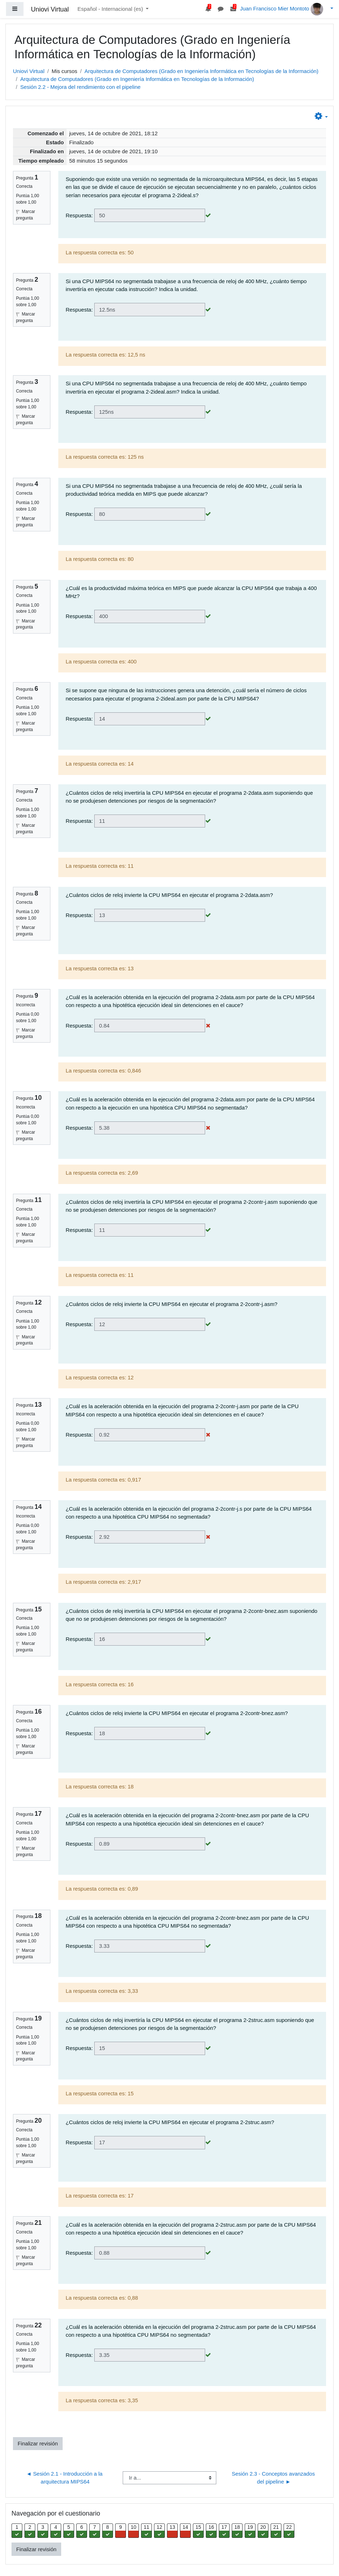 Uniovi Virtual
Español - Internacional (es)
Juan Francisco Mier Montoto
Arquitectura de Computadores (Grado en Ingeniería
Informática en Tecnologías de la Información)
Uniovi Virtual / Mis cursos / Arquitectura de Computadores (Grado en Ingeniería Informática en Tecnologías de la Información)
/ Arquitectura de Computadores (Grado en Ingeniería Informática en Tecnologías de la Información)
/ Sesión 2.2 - Mejora del rendimiento con el pipeline
Comenzado el jueves, 14 de octubre de 2021, 18:12
Estado Finalizado
Finalizado en jueves, 14 de octubre de 2021, 19:10
Tiempo empleado 58 minutos 15 segundos
Pregunta 1
Correcta
Puntúa 1,00
sobre 1,00
Marcar
pregunta
Suponiendo que existe una versión no segmentada de la microarquitectura MIPS64, es decir, las 5 etapas
en las que se divide el cauce de ejecución se ejecutan secuencialmente y no en paralelo, ¿cuántos ciclos
serían necesarios para ejecutar el programa 2-2ideal.s?
Respuesta: 50
La respuesta correcta es: 50
Pregunta 2
Correcta
Puntúa 1,00
sobre 1,00
Marcar
pregunta
Si una CPU MIPS64 no segmentada trabajase a una frecuencia de reloj de 400 MHz, ¿cuánto tiempo
invertiría en ejecutar cada instrucción? Indica la unidad.
Respuesta: 12.5ns
La respuesta correcta es: 12,5 ns
Pregunta 3
Correcta
Puntúa 1,00
sobre 1,00
Marcar
pregunta
Si una CPU MIPS64 no segmentada trabajase a una frecuencia de reloj de 400 MHz, ¿cuánto tiempo
invertiría en ejecutar el programa 2-2ideal.asm? Indica la unidad.
Respuesta: 125ns
La respuesta correcta es: 125 ns
Pregunta 4
Correcta
Puntúa 1,00
sobre 1,00
Marcar
pregunta
Si una CPU MIPS64 no segmentada trabajase a una frecuencia de reloj de 400 MHz, ¿cuál sería la
productividad teórica medida en MIPS que puede alcanzar?
Respuesta: 80
La respuesta correcta es: 80
Pregunta 5
Correcta
Puntúa 1,00
sobre 1,00
Marcar
pregunta
¿Cuál es la productividad máxima teórica en MIPS que puede alcanzar la CPU MIPS64 que trabaja a 400
MHz?
Respuesta: 400
La respuesta correcta es: 400
Pregunta 6
Correcta
Puntúa 1,00
sobre 1,00
Marcar
pregunta
Si se supone que ninguna de las instrucciones genera una detención, ¿cuál sería el número de ciclos
necesarios para ejecutar el programa 2-2ideal.asm por parte de la CPU MIPS64?
Respuesta: 14
La respuesta correcta es: 14
Pregunta 7
Correcta
Puntúa 1,00
sobre 1,00
Marcar
pregunta
¿Cuántos ciclos de reloj invertiría la CPU MIPS64 en ejecutar el programa 2-2data.asm suponiendo que
no se produjesen detenciones por riesgos de la segmentación?
Respuesta: 11
La respuesta correcta es: 11
Pregunta 8
Correcta
Puntúa 1,00
sobre 1,00
Marcar
pregunta
¿Cuántos ciclos de reloj invierte la CPU MIPS64 en ejecutar el programa 2-2data.asm?
Respuesta: 13
La respuesta correcta es: 13
Pregunta 9
Incorrecta
Puntúa 0,00
sobre 1,00
Marcar
pregunta
¿Cuál es la aceleración obtenida en la ejecución del programa 2-2data.asm por parte de la CPU MIPS64
con respecto a una hipotética ejecución ideal sin detenciones en el cauce?
Respuesta: 0.84
La respuesta correcta es: 0,846
Pregunta 10
Incorrecta
Puntúa 0,00
sobre 1,00
Marcar
pregunta
¿Cuál es la aceleración obtenida en la ejecución del programa 2-2data.asm por parte de la CPU MIPS64
con respecto a la ejecución en una hipotética CPU MIPS64 no segmentada?
Respuesta: 5.38
La respuesta correcta es: 2,69
Pregunta 11
Correcta
Puntúa 1,00
sobre 1,00
Marcar
pregunta
¿Cuántos ciclos de reloj invertiría la CPU MIPS64 en ejecutar el programa 2-2contr-j.asm suponiendo que
no se produjesen detenciones por riesgos de la segmentación?
Respuesta: 11
La respuesta correcta es: 11
Pregunta 12
Correcta
Puntúa 1,00
sobre 1,00
Marcar
pregunta
¿Cuántos ciclos de reloj invierte la CPU MIPS64 en ejecutar el programa 2-2contr-j.asm?
Respuesta: 12
La respuesta correcta es: 12
Pregunta 13
Incorrecta
Puntúa 0,00
sobre 1,00
Marcar
pregunta
¿Cuál es la aceleración obtenida en la ejecución del programa 2-2contr-j.asm por parte de la CPU
MIPS64 con respecto a una hipotética ejecución ideal sin detenciones en el cauce?
Respuesta: 0.92
La respuesta correcta es: 0,917
Pregunta 14
Incorrecta
Puntúa 0,00
sobre 1,00
Marcar
pregunta
¿Cuál es la aceleración obtenida en la ejecución del programa 2-2contr-j.s por parte de la CPU MIPS64
con respecto a una hipotética CPU MIPS64 no segmentada?
Respuesta: 2.92
La respuesta correcta es: 2,917
Pregunta 15
Correcta
Puntúa 1,00
sobre 1,00
Marcar
pregunta
¿Cuántos ciclos de reloj invertiría la CPU MIPS64 en ejecutar el programa 2-2contr-bnez.asm suponiendo
que no se produjesen detenciones por riesgos de la segmentación?
Respuesta: 16
La respuesta correcta es: 16
Pregunta 16
Correcta
Puntúa 1,00
sobre 1,00
Marcar
pregunta
¿Cuántos ciclos de reloj invierte la CPU MIPS64 en ejecutar el programa 2-2contr-bnez.asm?
Respuesta: 18
La respuesta correcta es: 18
Pregunta 17
Correcta
Puntúa 1,00
sobre 1,00
Marcar
pregunta
¿Cuál es la aceleración obtenida en la ejecución del programa 2-2contr-bnez.asm por parte de la CPU
MIPS64 con respecto a una hipotética ejecución ideal sin detenciones en el cauce?
Respuesta: 0.89
La respuesta correcta es: 0,89
Pregunta 18
Correcta
Puntúa 1,00
sobre 1,00
Marcar
pregunta
¿Cuál es la aceleración obtenida en la ejecución del programa 2-2contr-bnez.asm por parte de la CPU
MIPS64 con respecto a una hipotética CPU MIPS64 no segmentada?
Respuesta: 3.33
La respuesta correcta es: 3,33
Pregunta 19
Correcta
Puntúa 1,00
sobre 1,00
Marcar
pregunta
¿Cuántos ciclos de reloj invertiría la CPU MIPS64 en ejecutar el programa 2-2struc.asm suponiendo que
no se produjesen detenciones por riesgos de la segmentación?
Respuesta: 15
La respuesta correcta es: 15
Pregunta 20
Correcta
Puntúa 1,00
sobre 1,00
Marcar
pregunta
¿Cuántos ciclos de reloj invierte la CPU MIPS64 en ejecutar el programa 2-2struc.asm?
Respuesta: 17
La respuesta correcta es: 17
Pregunta 21
Correcta
Puntúa 1,00
sobre 1,00
Marcar
pregunta
¿Cuál es la aceleración obtenida en la ejecución del programa 2-2struc.asm por parte de la CPU MIPS64
con respecto a una hipotética ejecución ideal sin detenciones en el cauce?
Respuesta: 0.88
La respuesta correcta es: 0,88
Pregunta 22
Correcta
Puntúa 1,00
sobre 1,00
Marcar
pregunta
¿Cuál es la aceleración obtenida en la ejecución del programa 2-2struc.asm por parte de la CPU MIPS64
con respecto a una hipotética CPU MIPS64 no segmentada?
Respuesta: 3.35
La respuesta correcta es: 3,35
Finalizar revisión
◄ Sesión 2.1 - Introducción a la
arquitectura MIPS64
Ir a...
Sesión 2.3 - Conceptos avanzados
del pipeline ►
Navegación por el cuestionario
1 2 3 4 5 6 7 8 9 10 11 12 13 14 15 16 17 18 19 20 21 22
Finalizar revisión